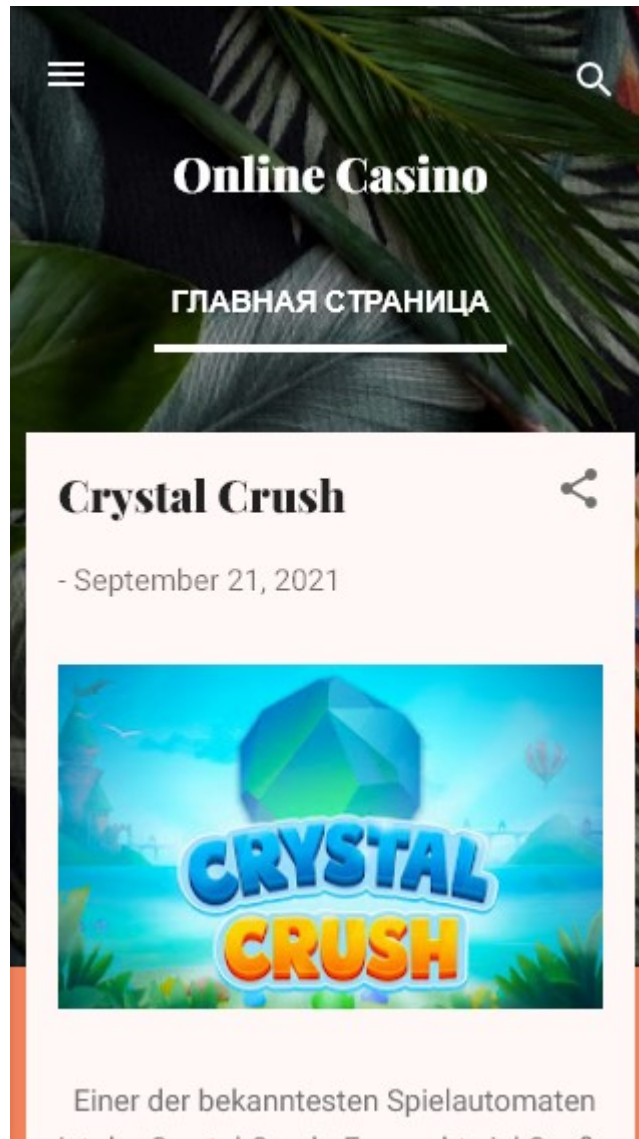 Online Casino
ГЛАВНАЯ СТРАНИЦА
Crystal Crush
- September 21, 2021
CRYSTAL
CRUSH
Einer der bekanntesten Spielautomaten